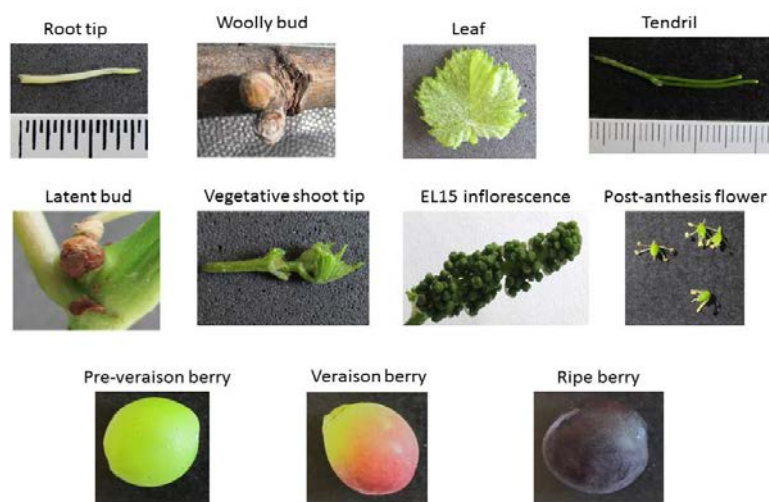 Root tip
Woolly bud
Leaf
Tendril
Latent bud
Vegetative shoot tip
EL15 inflorescence
Post-anthesis flower
Pre-veraison berry
Veraison berry
Ripe berry